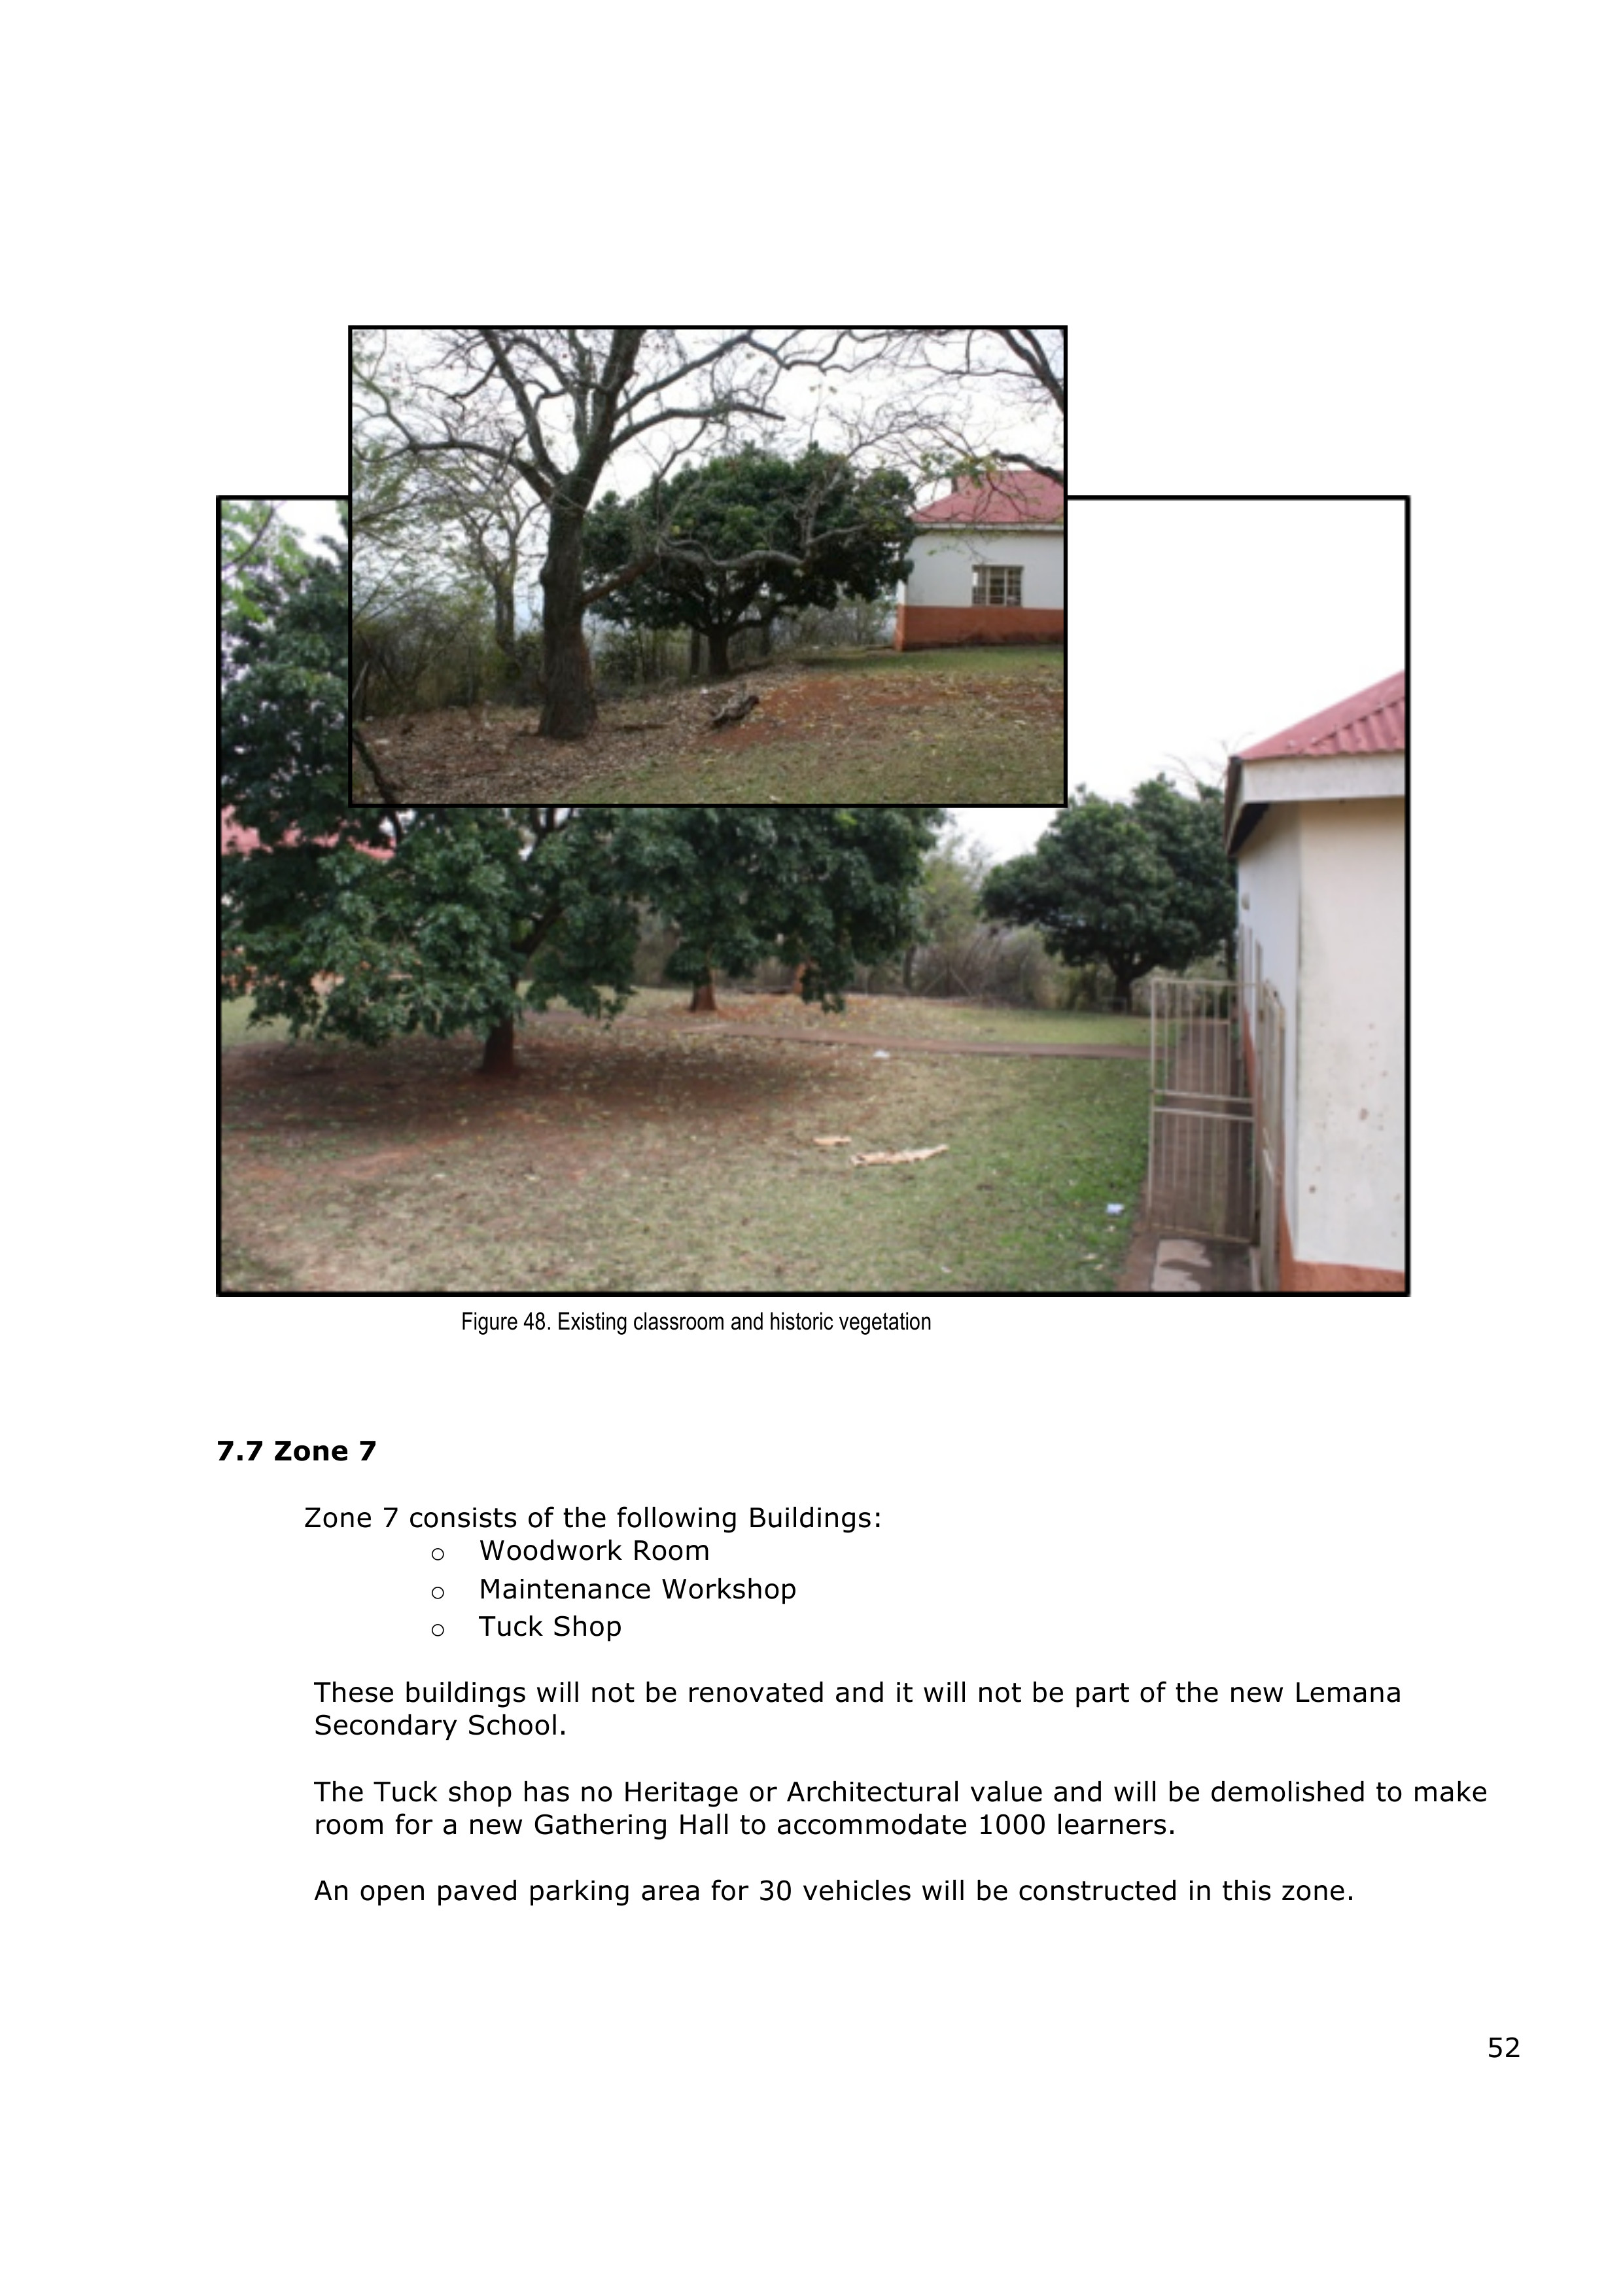 Figure 48. Existing classroom and historic vegetation
7.7 Zone 7
Zone 7 consists of the following Buildings:
o Woodwork Room
o Maintenance Workshop
o Tuck Shop
These buildings will not be renovated and it will not be part of the new Lemana
Secondary School.
The Tuck shop has no Heritage or Architectural value and will be demolished to make
room for a new Gathering Hall to accommodate 1000 learners.
An open paved parking area for 30 vehicles will be constructed in this zone.
52